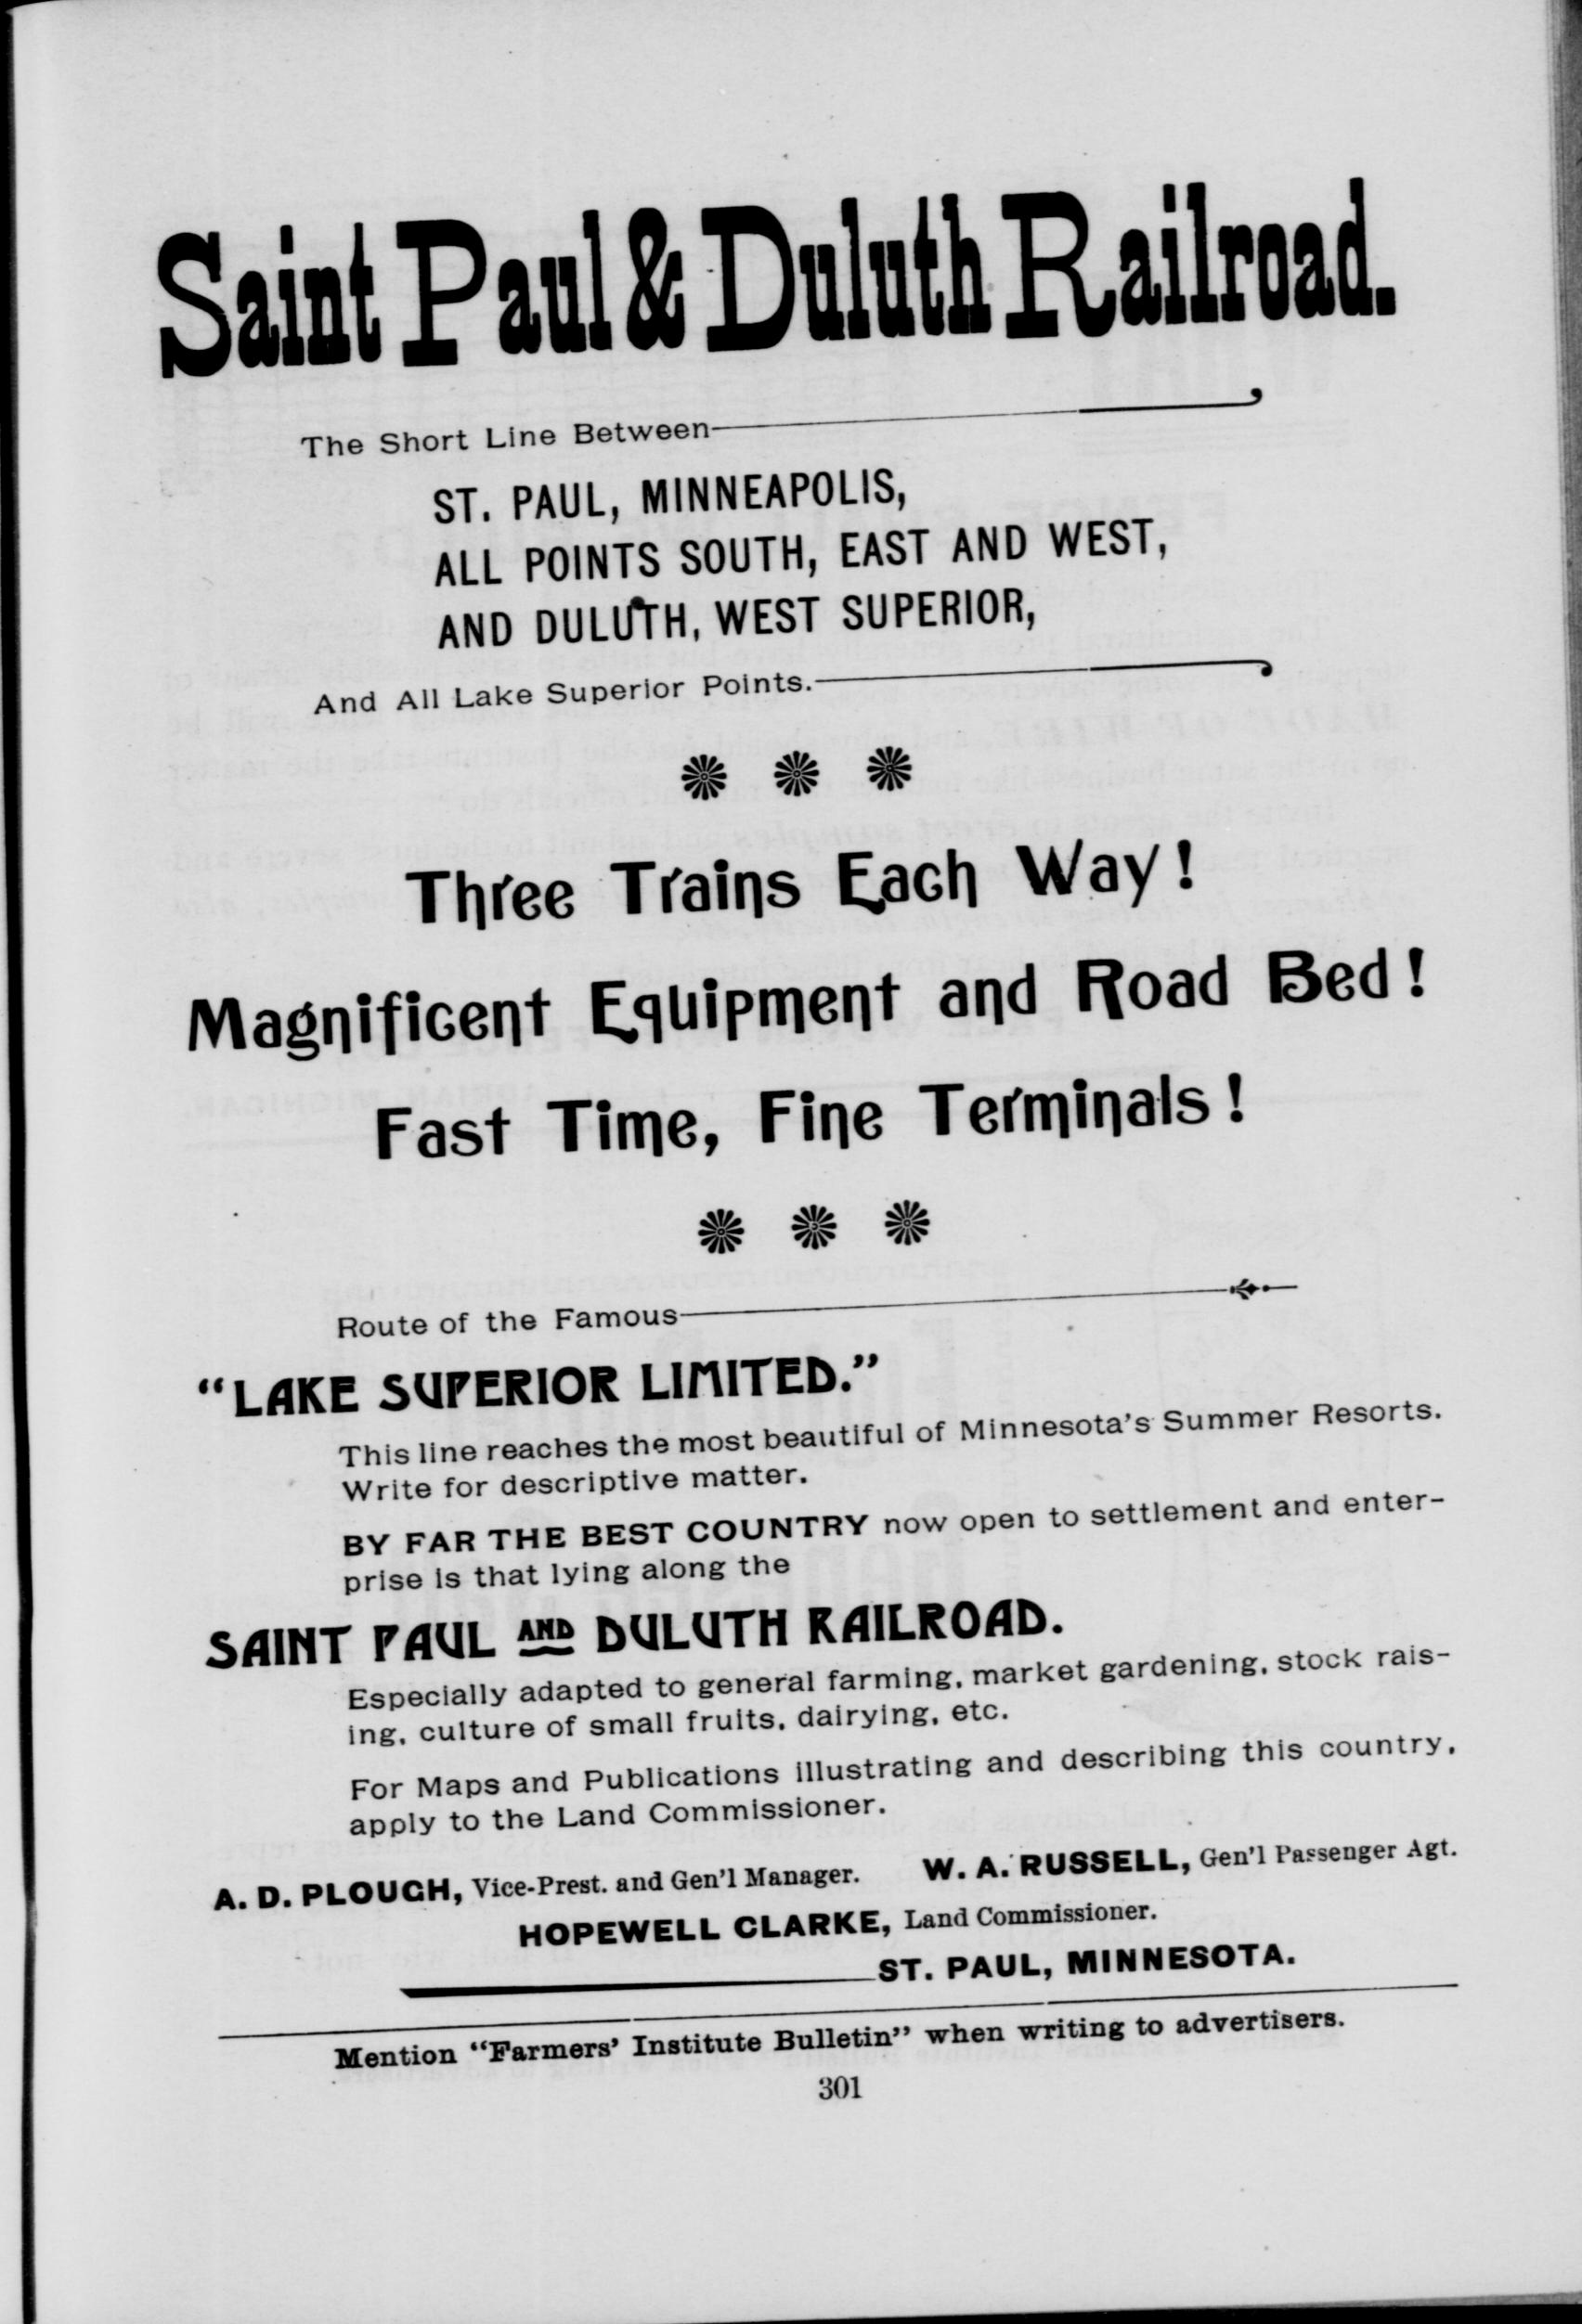 Saint Paul & Duluth Railroad.
The Short Line Between
ST. PAUL, MINNEAPOLIS,
ALL POINTS SOUTH, EAST AND WEST,
AND DULUTH, WEST SUPERIOR,
And All Lake Superior Points.
Three Trains Each Way!
Magnificent Equipment and Road Bed!
Fast Time, Fine Terminals!
Route of the Famous
“LAKE SUPERIOR LIMITED.”
This line reaches the most beautiful of Minnesota's Summer Resorts.
Write for descriptive matter.
BY FAR THE BEST COUNTRY now open to settlement and enter-
prise is that lying along the
SAINT PAUL AND DULUTH RAILROAD.
Especially adapted to general farming, market gardening, stock rais-
ing, culture of small fruits, dairying, etc.
For Maps and Publications illustrating and describing this country,
apply to the Land Commissioner.
A. D. PLOUGH, Vice-Prest. and Gen'l Manager. W. A. RUSSELL, Gen'l Passenger Agt.
HOPEWELL CLARKE, Land Commissioner.
ST. PAUL, MINNESOTA.
Mention “Farmers' Institute Bulletin” when writing to advertisers.
301